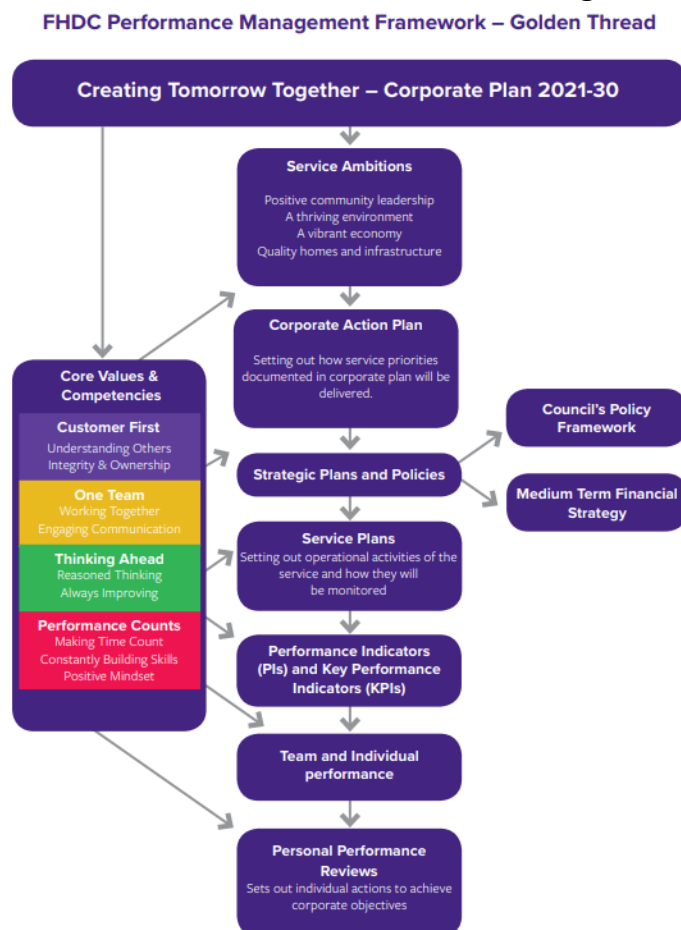 FHDC Performance Management Framework – Golden Thread
Creating Tomorrow Together – Corporate Plan 2021-30
Service Ambitions
Positive community leadership
A thriving environment
A vibrant economy
Quality homes and infrastructure
Corporate Action Plan
Setting out how service priorities
documented in corporate plan will be
delivered.
Core Values &
Competencies
Customer First
Understanding Others
Integrity & Ownership
One Team
Working Together
Engaging Communication
Thinking Ahead
Reasoned Thinking
Always Improving
Performance Counts
Making Time Count
Constantly Building Skills
Positive Mindset
Strategic Plans and Policies
Council's Policy
Framework
Medium Term Financial
Strategy
Service Plans
Setting out operational activities of the
service and how they will
be monitored
Performance Indicators
(PIs) and Key Performance
Indicators (KPIs)
Team and Individual
performance
Personal Performance
Reviews
Sets out individual actions to achieve
corporate objectives